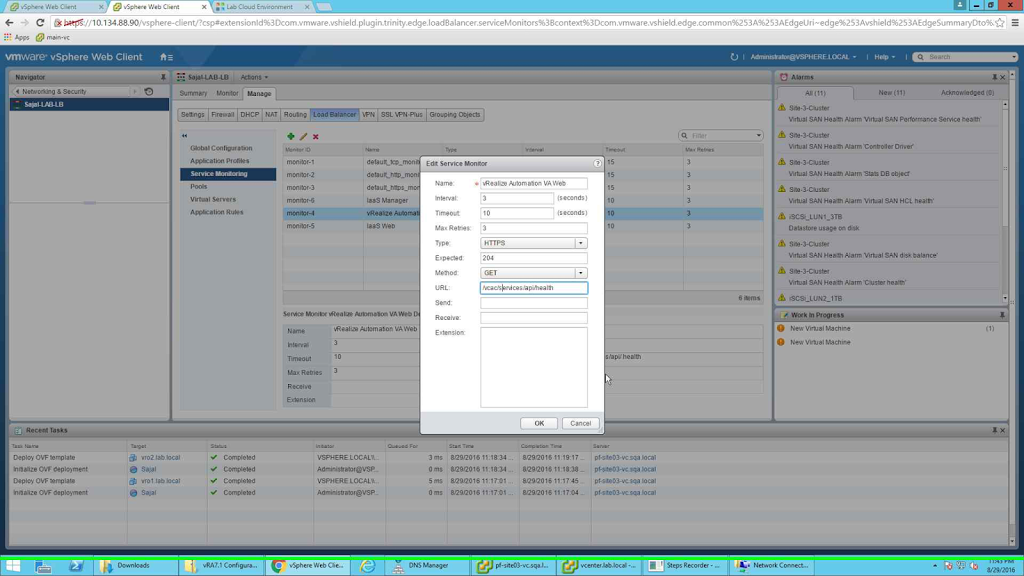 vSphere Web Client
vSphere Web Client
Lab Cloud Environment
https://10.134.88.90/vsphere-client/?csp#extensionId%3Dcom.vmware.vshield.plugin.trinity.edge.loadBalancer.serviceMonitors%3Bcontext%3Dcom.vmware.vshield.edge.common%253A%253AEdgeUri~edge%253Avshield%253AEdgeSummaryDto%
Apps
main-vc
vmware® vSphere Web Client
Administrator@VSPHERE.LOCAL
Help
Search
Navigator
Networking & Security
Sajal-LAB-LB
Sajal-LAB-LB
Actions
Summary Monitor Manage
Settings Firewall DHCP NAT Routing Load Balancer VPN SSL VPN-Plus Grouping Objects
Global Configuration
Application Profiles
Service Monitoring
Pools
Virtual Servers
Application Rules
Filter
Monitor ID Name Type Interval Timeout Max Retries
monitor-1 default_tcp_monit 15 3
monitor-2 default_http_moni 15 3
monitor-3 default_https_mon 15 3
monitor-6 IaaS Manager 10 3
monitor-4 vRealize Automa 10 3
monitor-5 IaaS Web 10 3
6 items
Service Monitor vRealize Automation VA Web De
Name vRealize Automation VA Web
Interval 3
Timeout 10
s/api/health
Max Retries 3
Receive
Extension
Edit Service Monitor
Name: * vRealize Automation VA Web
Interval: 3 (seconds)
Timeout: 10 (seconds)
Max Retries: 3
Type: HTTPS
Expected: 204
Method: GET
URL: /vcac/services/api/health
Send:
Receive:
Extension:
OK Cancel
Alarms
All (11) New (11) Acknowledged (0)
Site-3-Cluster
Virtual SAN Health Alarm 'Virtual SAN Performance Service health'
Site-3-Cluster
Virtual SAN Health Alarm 'Controller Driver'
Site-3-Cluster
Virtual SAN Health Alarm 'Stats DB object'
Site-3-Cluster
Virtual SAN Health Alarm 'Virtual SAN HCL health'
iSCSI_LUN1_3TB
Datastore usage on disk
Site-3-Cluster
Virtual SAN Health Alarm 'Virtual SAN disk balance'
Site-3-Cluster
Virtual SAN Health Alarm 'Cluster health'
iSCSI_LUN2_1TB
Work In Progress
New Virtual Machine (1)
New Virtual Machine
Recent Tasks
Task Name Target Status Initiator Queued For Start Time Completion Time Server
Deploy OVF template vro2.lab.local Completed VSPHERE.LOCAL\... 3 ms 8/29/2016 11:18:34 ... 8/29/2016 11:19:17 ... pf-site03-vc.sqa.local
Initialize OVF deployment Sajal Completed Administrator@VSP... 0 ms 8/29/2016 11:18:34 ... 8/29/2016 11:18:36 ... pf-site03-vc.sqa.local
Deploy OVF template vro1.lab.local Completed VSPHERE.LOCAL\... 5 ms 8/29/2016 11:17:01 ... 8/29/2016 11:17:45 ... pf-site03-vc.sqa.local
Initialize OVF deployment Sajal Completed Administrator@VSP... 0 ms 8/29/2016 11:17:01 ... 8/29/2016 11:17:04 ... pf-site03-vc.sqa.local
Downloads
vRA7.1 Configura...
vSphere Web Clie...
DNS Manager
pf-site03-vc.sqa.l...
vcenter.lab.local - ...
Steps Recorder - ...
Network Connect...
11:43 PM
8/29/2016